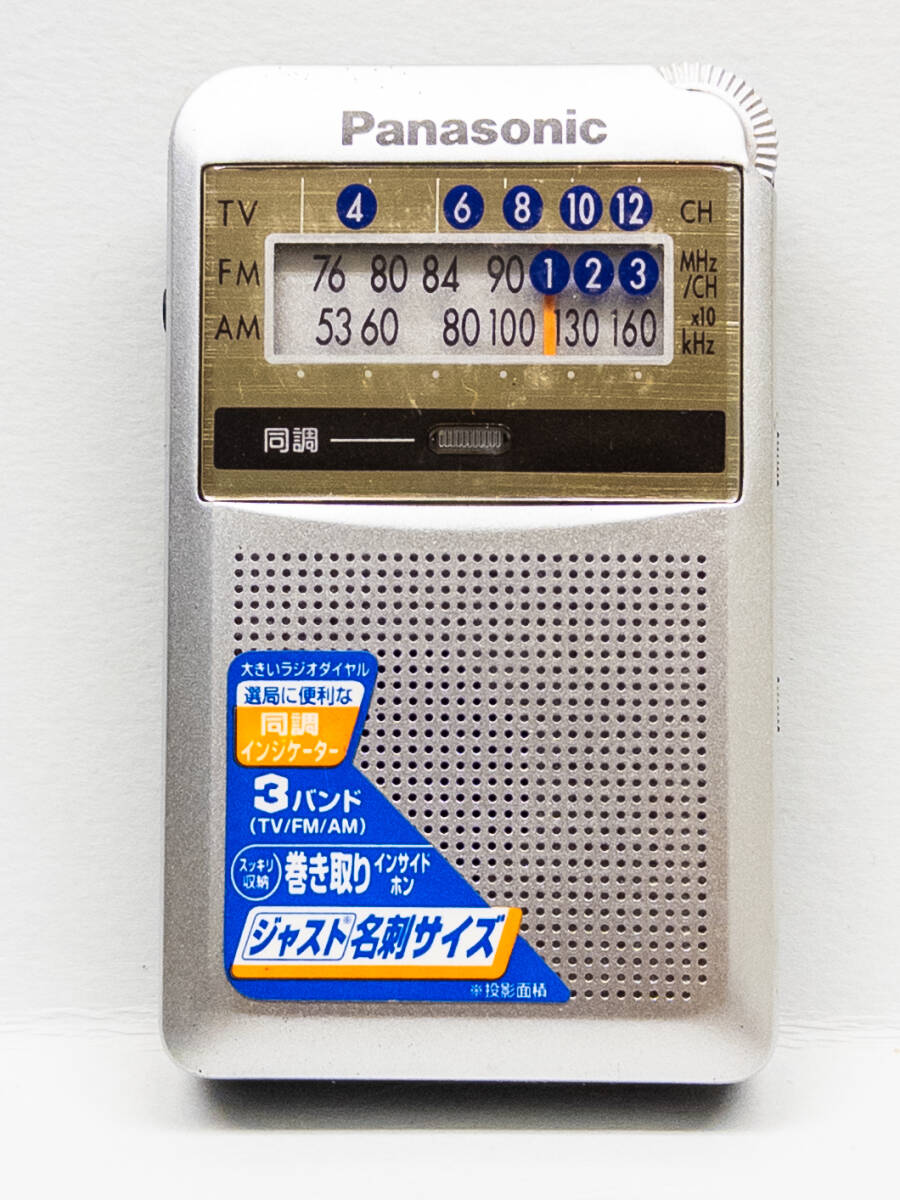 Panasonic
TV 4 6 8 10 12 CH
FM 76 80 84 90 1 2 3 MHz/CH
AM 53 60 80 100 130 160 x10 kHz
同調
大きいラジオダイヤル
選局に便利な
同調
インジケーター
3バンド
(TV/FM/AM)
スッキリ収納 巻き取り インサイドホン
ジャスト®名刺サイズ
※投影面積